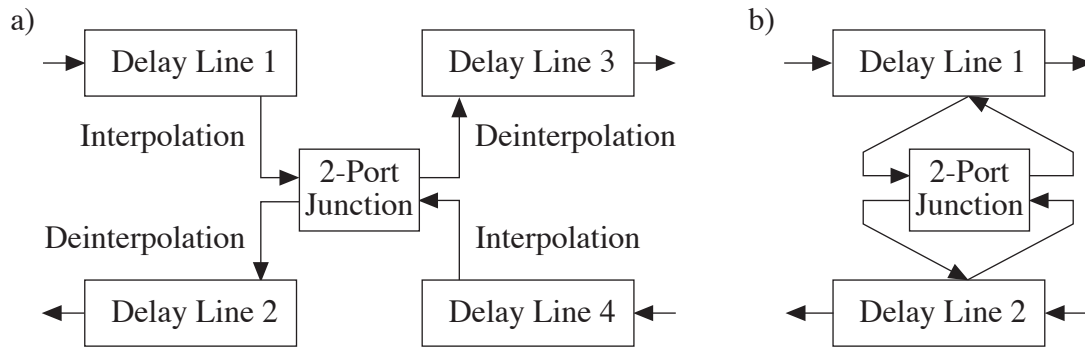 a)
Delay Line 1
Delay Line 3
Interpolation
Deinterpolation
2-Port
Junction
Deinterpolation
Interpolation
Delay Line 2
Delay Line 4
b)
Delay Line 1
2-Port
Junction
Delay Line 2